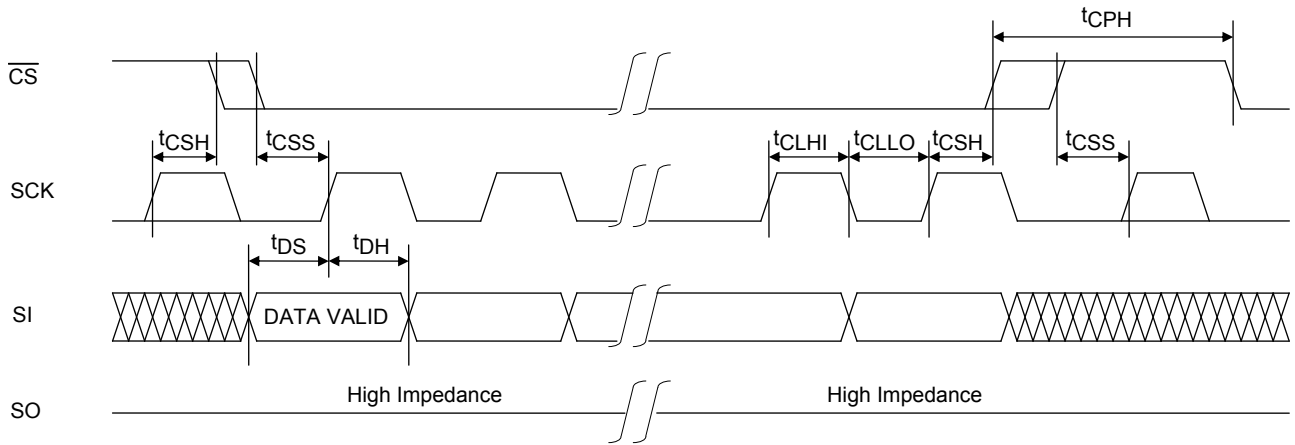 tCPH
CS
tCSH
tCSS
tCLHI
tCLLO
tCSH
tCSS
SCK
tDS
tDH
SI
DATA VALID
High Impedance
High Impedance
SO